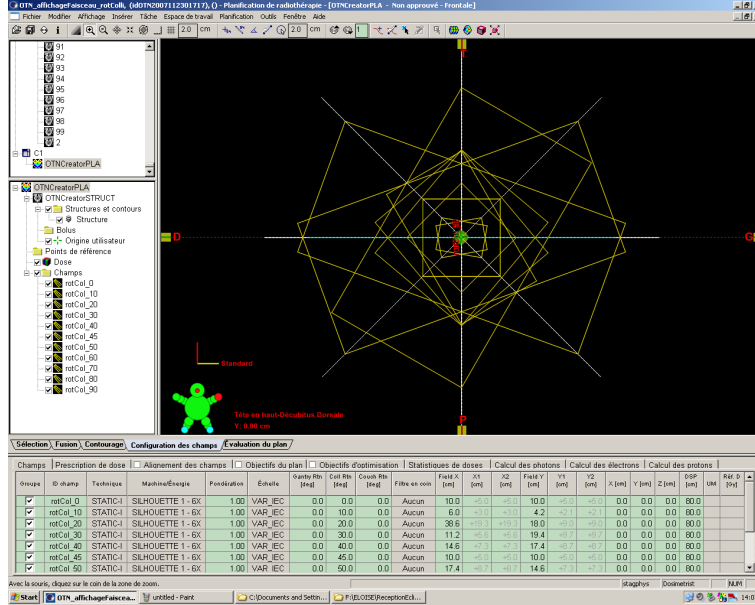 OTN_affichageFaisceau_rotColli, (idOTN2007112301717), () - Planification de radiothérapie - [OTNCreatorPLA - Non approuvé - Frontale]
Fichier Modifier Affichage Insérer Tâche Espace de travail Planification Outils Fenêtre Aide
2.0 cm 2.0 cm 1
91
92
93
94
95
96
97
98
99
2
C1
OTNCreatorPLA
OTNCreatorPLA
OTNCreatorSTRUCT
Structures et contours
Structure
Bolus
Origine utilisateur
Points de référence
Dose
Champs
rotCol_0
rotCol_10
rotCol_20
rotCol_30
rotCol_40
rotCol_45
rotCol_50
rotCol_60
rotCol_70
rotCol_80
rotCol_90
T
D
G
P
Standard
Tête en haut-Décubitus Dorsale
Y: 0.00 cm
Sélection Fusion Contourage Configuration des champs Évaluation du plan
Champs Prescription de dose Alignement des champs Objectifs du plan Objectifs d'optimisation Statistiques de doses Calcul des photons Calcul des électrons Calcul des protons
Groupe ID champ Technique Machine/Énergie Pondération Échelle Gantry Rtn [deg] Coll Rtn [deg] Couch Rtn [deg] Filtre en coin Field X [cm] X1 [cm] X2 [cm] Field Y [cm] Y1 [cm] Y2 [cm] X [cm] Y [cm] Z [cm] DSP [cm] UM Réf. D [Gy]
rotCol_0 STATIC-I SILHOUETTE 1 - 6X 1.00 VAR_IEC 0.0 0.0 0.0 Aucun 10.0 +5.0 +5.0 10.0 +5.0 +5.0 0.0 0.0 0.0 80.0
rotCol_10 STATIC-I SILHOUETTE 1 - 6X 1.00 VAR_IEC 0.0 10.0 0.0 Aucun 6.0 +3.0 +3.0 4.2 +2.1 +2.1 0.0 0.0 0.0 80.0
rotCol_20 STATIC-I SILHOUETTE 1 - 6X 1.00 VAR_IEC 0.0 20.0 0.0 Aucun 38.6 +19.3 +19.3 18.0 +9.0 +9.0 0.0 0.0 0.0 80.0
rotCol_30 STATIC-I SILHOUETTE 1 - 6X 1.00 VAR_IEC 0.0 30.0 0.0 Aucun 11.2 +5.6 +5.6 19.4 +9.7 +9.7 0.0 0.0 0.0 80.0
rotCol_40 STATIC-I SILHOUETTE 1 - 6X 1.00 VAR_IEC 0.0 40.0 0.0 Aucun 14.6 +7.3 +7.3 17.4 +8.7 +8.7 0.0 0.0 0.0 80.0
rotCol_45 STATIC-I SILHOUETTE 1 - 6X 1.00 VAR_IEC 0.0 45.0 0.0 Aucun 10.0 +5.0 +5.0 10.0 +5.0 +5.0 0.0 0.0 0.0 80.0
rotCol_50 STATIC-I SILHOUETTE 1 - 6X 1.00 VAR_IEC 0.0 50.0 0.0 Aucun 17.4 +8.7 +8.7 14.6 +7.3 +7.3 0.0 0.0 0.0 80.0
Avec la souris, cliquez sur le coin de la zone de zoom. stagphys Dosimetrist NUM
Start OTN_affichageFaiscea... untitled - Paint C:\Documents and Settin... F:\ELOISE\ReceptionEcli...